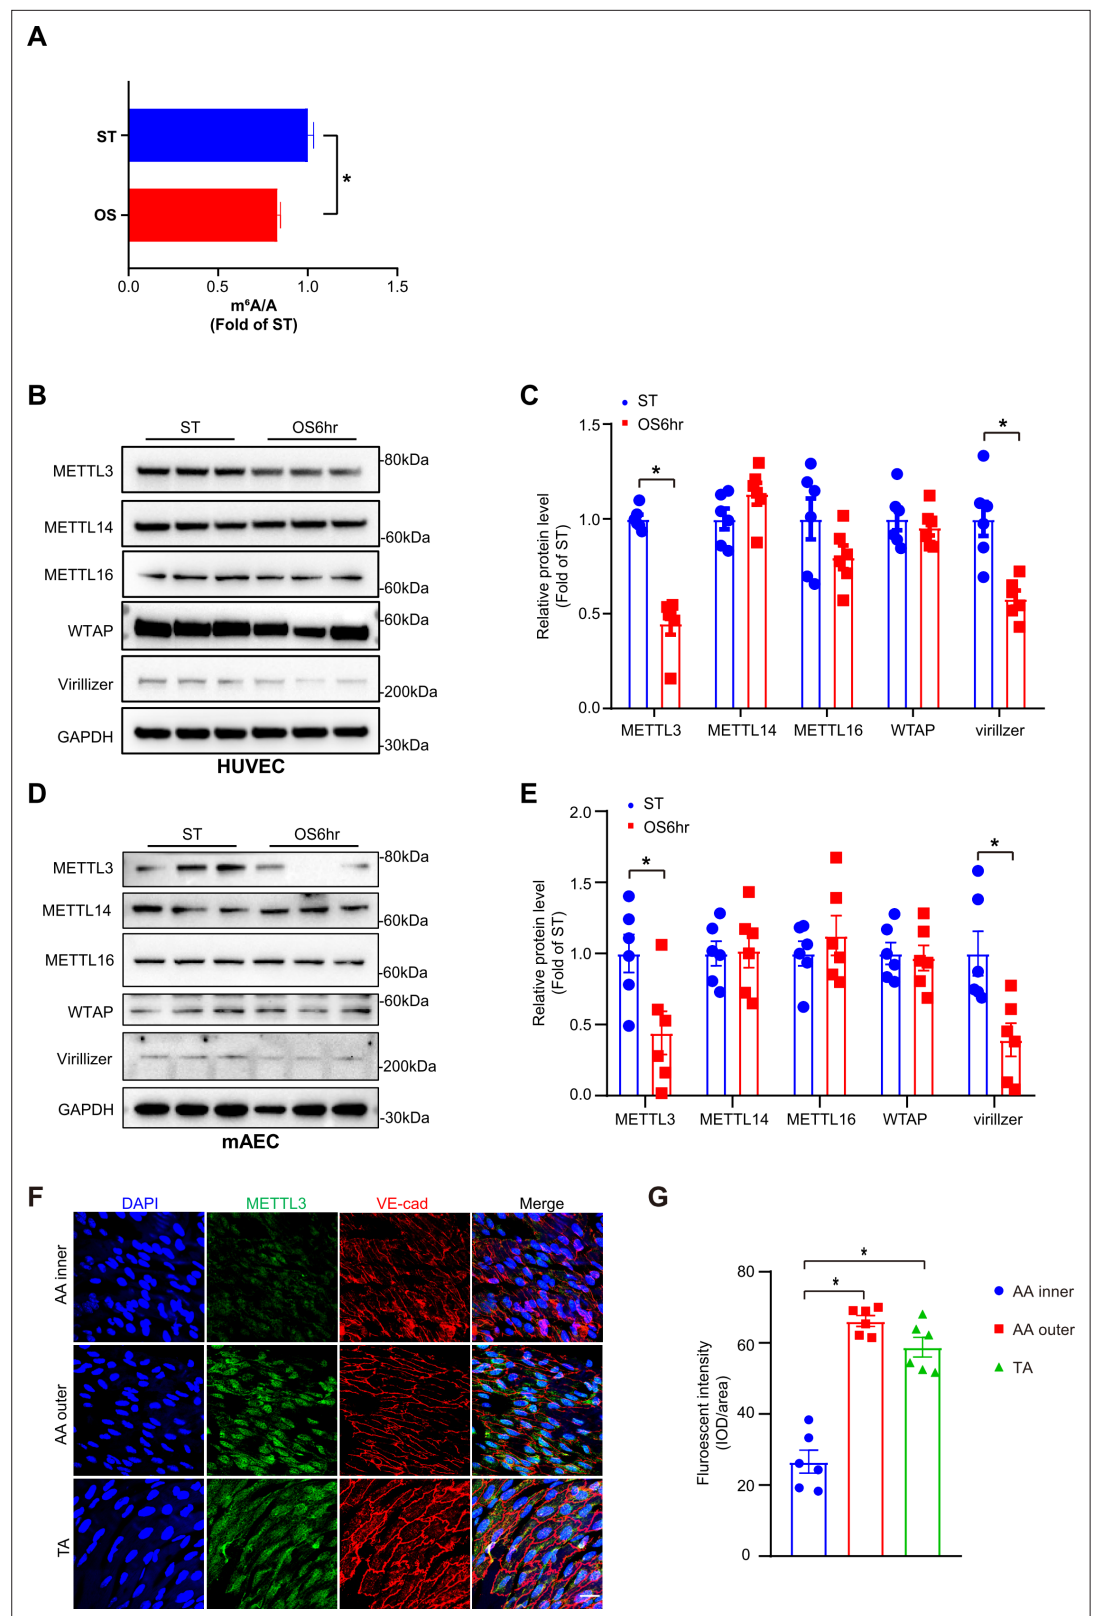 A
ST
OS
*
0.0 0.5 1.0 1.5
m⁶A/A
(Fold of ST)
B
ST OS6hr
METTL3 -80kDa
METTL14 -60kDa
METTL16 -60kDa
WTAP -60kDa
Virillizer -200kDa
GAPDH -30kDa
HUVEC
C
ST
OS6hr
Relative protein level
(Fold of ST)
1.5
1.0
0.5
0.0
* *
METTL3 METTL14 METTL16 WTAP virillzer
D
ST OS6hr
METTL3 -80kDa
METTL14 -60kDa
METTL16 -60kDa
WTAP -60kDa
Virillizer -200kDa
GAPDH -30kDa
mAEC
E
ST
OS6hr
Relative protein level
(Fold of ST)
2.0
1.5
1.0
0.5
0.0
* *
METTL3 METTL14 METTL16 WTAP virillzer
F
DAPI METTL3 VE-cad Merge
AA inner
AA outer
TA
G
Fluroescent intensity
(IOD/area)
80
60
40
20
0
*
*
AA inner
AA outer
TA